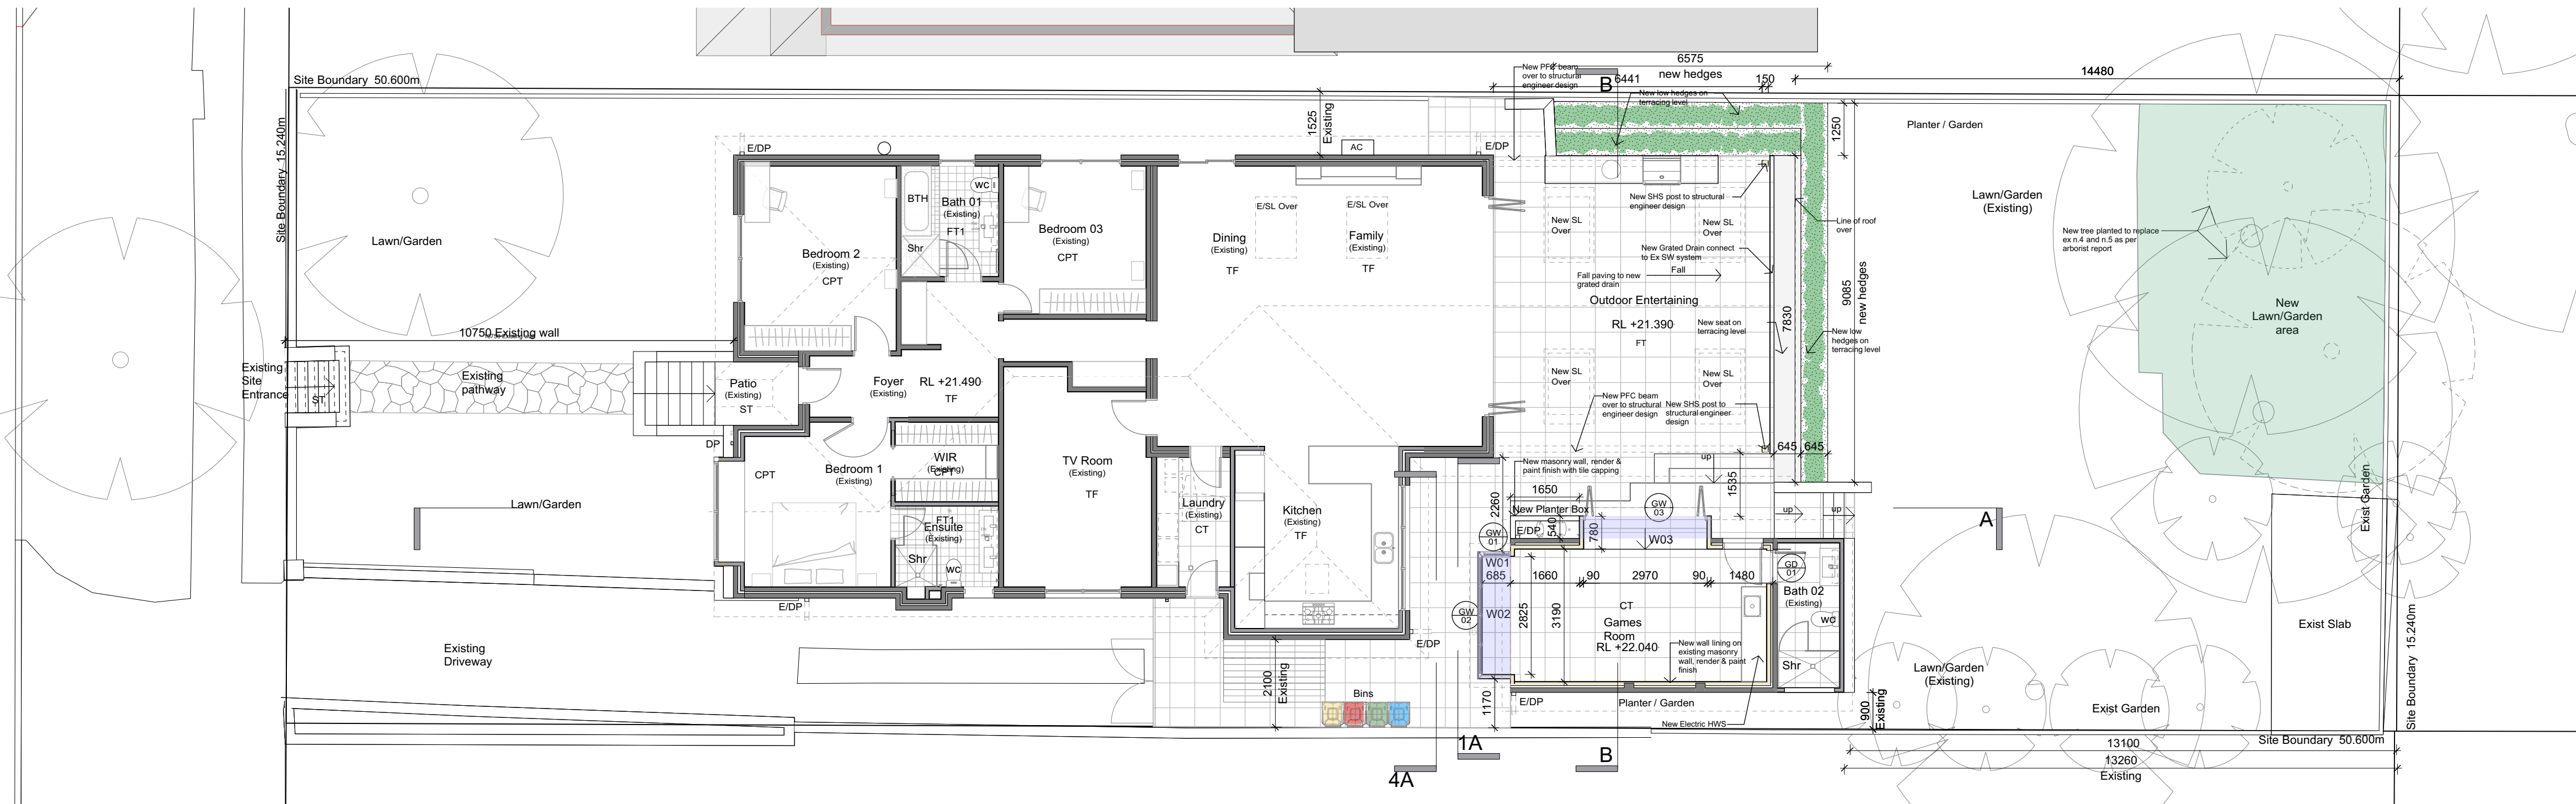 Site Boundary  50.600m
Site Boundary 15.240m
Lawn/Garden
10750 Existing wall
Existing
Site
Entrance
ST
Existing
pathway
Patio
(Existing)
ST
DP
Lawn/Garden
Existing
Driveway
E/DP
Bedroom 2
(Existing)
CPT
BTH
WC
Bath 01
(Existing)
FT1
Shr
Bedroom 03
(Existing)
CPT
1525
Existing
AC
E/DP
Dining
(Existing)
TF
E/SL Over
E/SL Over
Family
(Existing)
TF
Foyer
(Existing)
RL +21.490
TF
CPT
Bedroom 1
(Existing)
WIR
(Existing)
CPT
FT1
Ensuite
(Existing)
Shr
wc
E/DP
TV Room
(Existing)
TF
Laundry
(Existing)
CT
Kitchen
(Existing)
TF
E/DP
2100
Existing
Bins
New PFC beam
over to structural
engineer design
B
6575
new hedges
6441
150
14480
New low hedges on
terracing level
1250
Planter / Garden
New SHS post to structural
engineer design
New SL
Over
New SL
Over
Line of roof
over
New Grated Drain connect
to Ex SW system
Fall paving to new
grated drain
Fall
Outdoor Entertaining
RL +21.390
FT
New seat on
terracing level
7830
9085
new hedges
New low
hedges on
terracing level
New SL
Over
New SL
Over
New PFC beam
over to structural
engineer design
New SHS post to
structural engineer
design
645
645
Lawn/Garden
(Existing)
New tree planted to replace
ex n.4 and n.5 as per
arborist report
New
Lawn/Garden
area
New masonry wall, render &
paint finish with tile capping
up
1535
2260
1650
New Planter Box
E/DP
540
780
GW
03
GW
01
W03
up
up
A
W01
685
1660
90
2970
90
1480
GD
01
Bath 02
(Existing)
GW
02
W02
2825
3190
CT
Games
Room
RL +22.040
New wall lining on
existing masonry
wall, render & paint
finish
wc
Shr
1170
E/DP
Planter / Garden
New Electric HWS
900
Existing
Lawn/Garden
(Existing)
Exist Garden
Exist Garden
Exist Slab
Site Boundary  15.240m
Site Boundary  50.600m
13100
13260
Existing
1A
4A
B